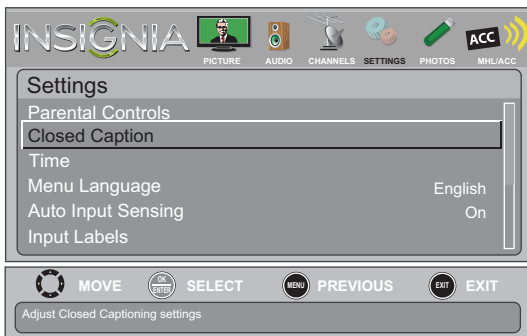 INSIGNIA
PICTURE AUDIO CHANNELS SETTINGS PHOTOS MHL/ACC
ACC
Settings
Parental Controls
Closed Caption
Time
Menu Language English
Auto Input Sensing On
Input Labels
MOVE OK ENTER SELECT MENU PREVIOUS EXIT EXIT
Adjust Closed Captioning settings